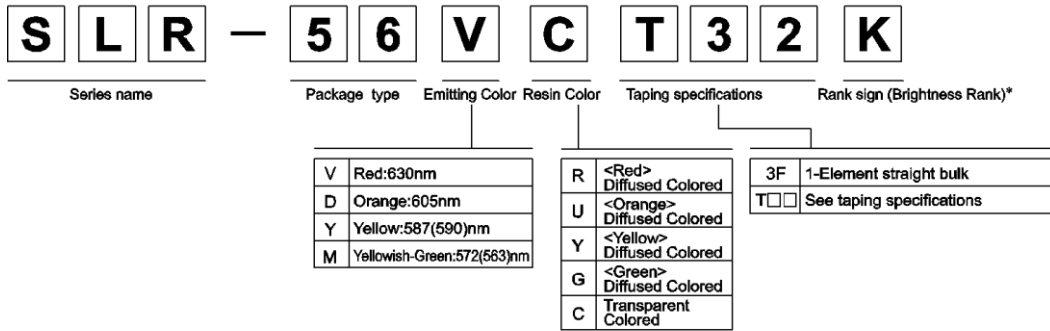 S L R — 5 6 V C T 3 2 K
Series name Package type Emitting Color Resin Color Taping specifications Rank sign (Brightness Rank)*
V Red:630nm
D Orange:605nm
Y Yellow:587(590)nm
M Yellowish-Green:572(563)nm
R <Red>
Diffused Colored
U <Orange>
Diffused Colored
Y <Yellow>
Diffused Colored
G <Green>
Diffused Colored
C Transparent
Colored
3F 1-Element straight bulk
T□□ See taping specifications